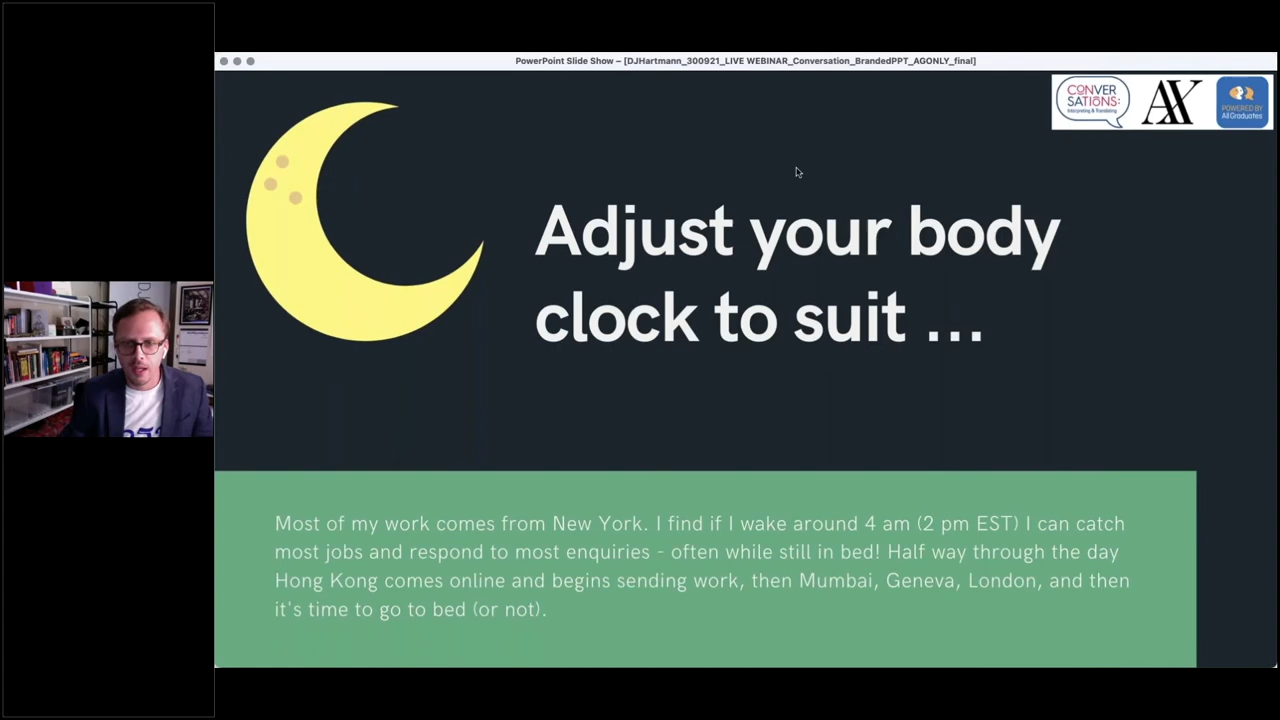 PowerPoint Slide Show – [DJHartmann_300921_LIVE WEBINAR_Conversation_BrandedPPT_AGONLY_final]
CONVER
SATIONS:
Interpreting & Translating
AX
POWERED BY
AllGraduates
Adjust your body
clock to suit ...
Most of my work comes from New York. I find if I wake around 4 am (2 pm EST) I can catch
most jobs and respond to most enquiries - often while still in bed! Half way through the day
Hong Kong comes online and begins sending work, then Mumbai, Geneva, London, and then
it's time to go to bed (or not).